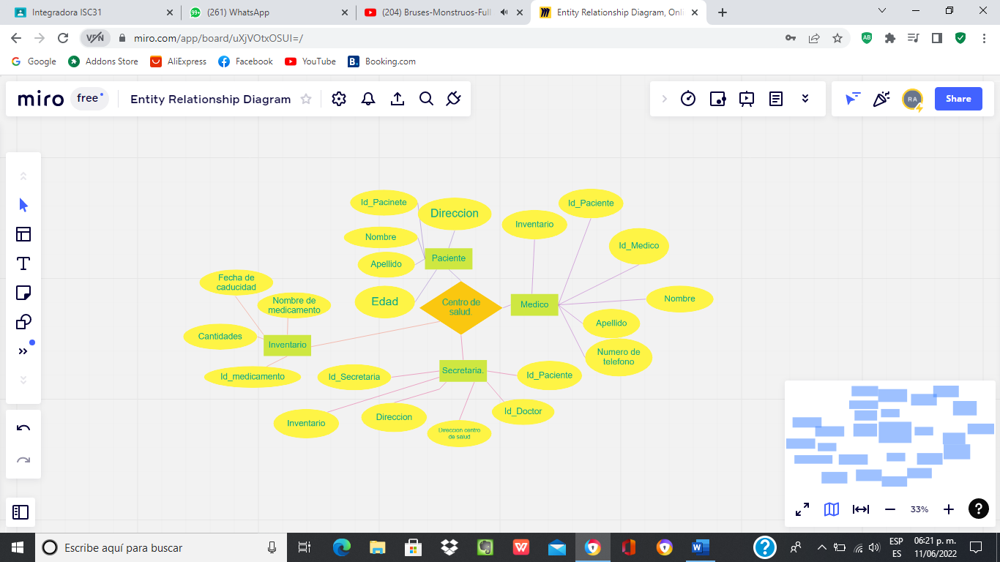 Integradora ISC31
(261) WhatsApp
(204) Bruses-Monstruos-Full
Entity Relationship Diagram, Onli
VPN
miro.com/app/board/uXjVOtxOSUI=/
AB
Google
Addons Store
AliExpress
Facebook
YouTube
B.
Booking.com
miro
free
Entity Relationship Diagram
RA
Share
Id_Pacinete
Direccion
Nombre
Apellido
Paciente
Edad
Centro de
salud.
Inventario
Id_Paciente
Id_Medico
Medico
Nombre
Apellido
Numero de
telefono
Fecha de
caducidad
Nombre de
medicamento
Cantidades
Inventario
Id_medicamento
Id_Secretaria
Secretaria.
Id_Paciente
Inventario
Direccion
Direccion centro
de salud
Id_Doctor
33%
?
Escribe aquí para buscar
W
W
?
ESP
ES
06:21 p. m.
11/06/2022